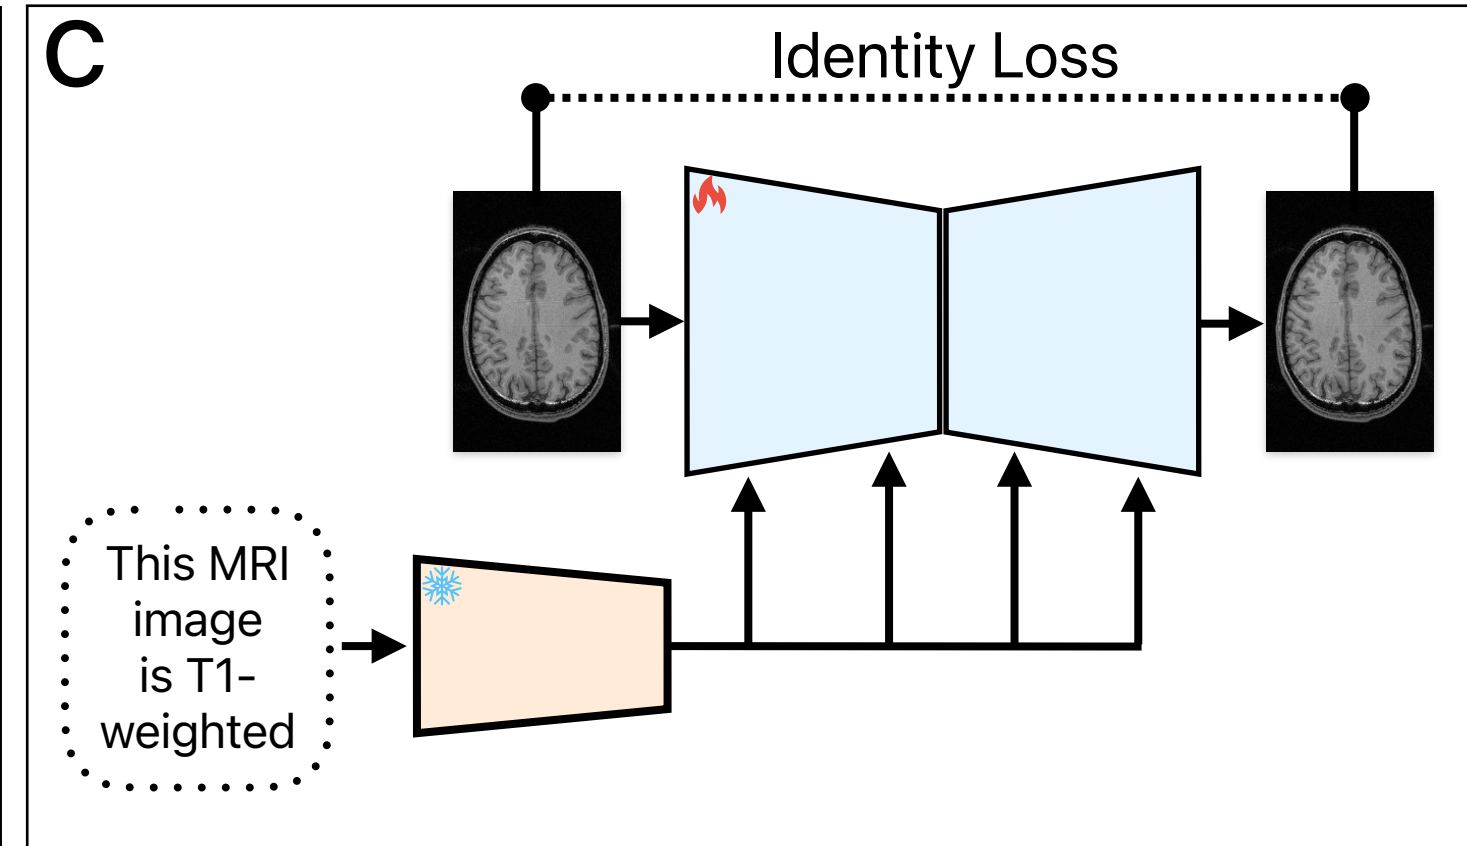 C
Identity Loss
This MRI
image
is T1-
weighted